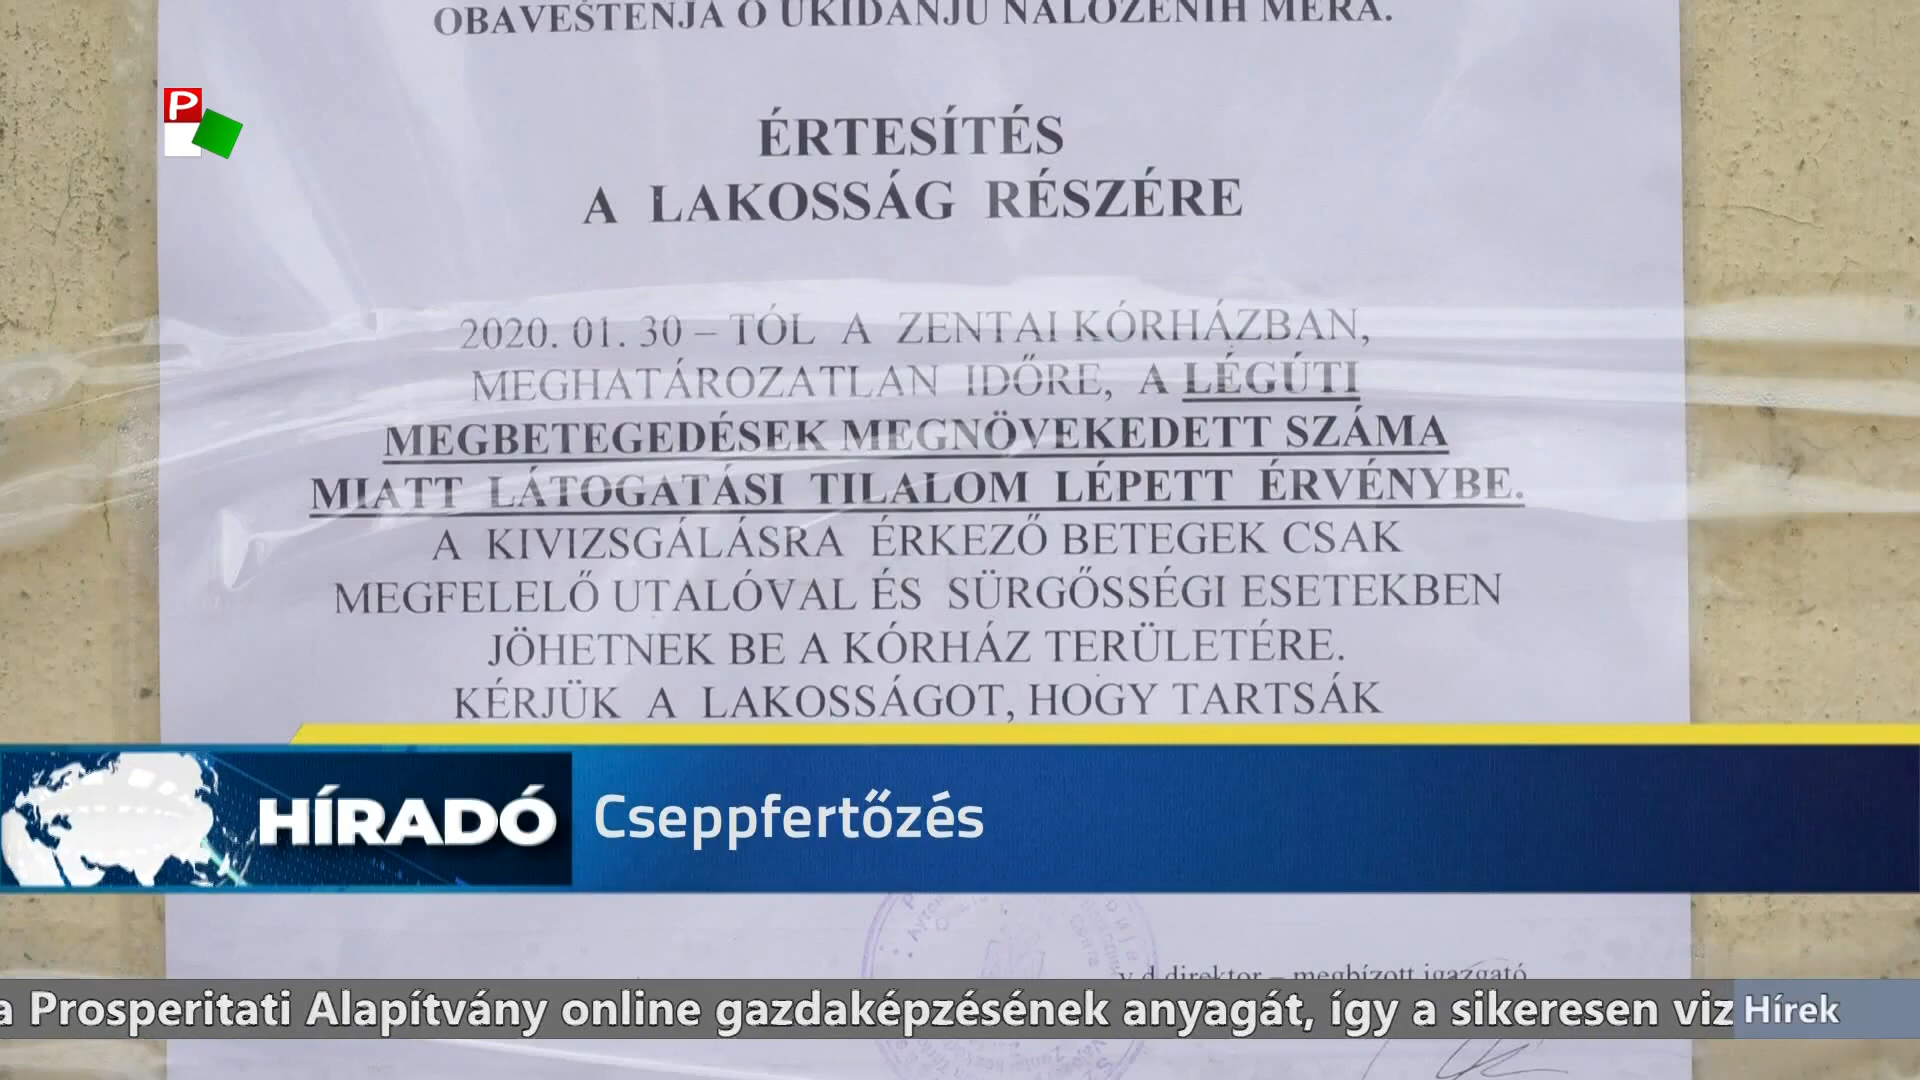 OBAVEŠTENJA O UKIDANJU NALOŽENIH MERA.
P
ÉRTESÍTÉS
A LAKOSSÁG RÉSZÉRE
2020. 01. 30 – TÓL A ZENTAI KÓRHÁZBAN,
MEGHATÁROZATLAN IDŐRE, A LÉGÚTI
MEGBETEGEDÉSEK MEGNÖVEKEDETT SZÁMA
MIATT LÁTOGATÁSI TILALOM LÉPETT ÉRVÉNYBE.
A KIVIZSGÁLÁSRA ÉRKEZŐ BETEGEK CSAK
MEGFELELŐ UTALÓVAL ÉS SÜRGŐSSÉGI ESETEKBEN
JÖHETNEK BE A KÓRHÁZ TERÜLETÉRE.
KÉRJÜK A LAKOSSÁGOT, HOGY TARTSÁK
HÍRADÓ Cseppfertőzés
v.d.direktor – megbízott igazgató
a Prosperitati Alapítvány online gazdaképzésének anyagát, így a sikeresen viz Hírek